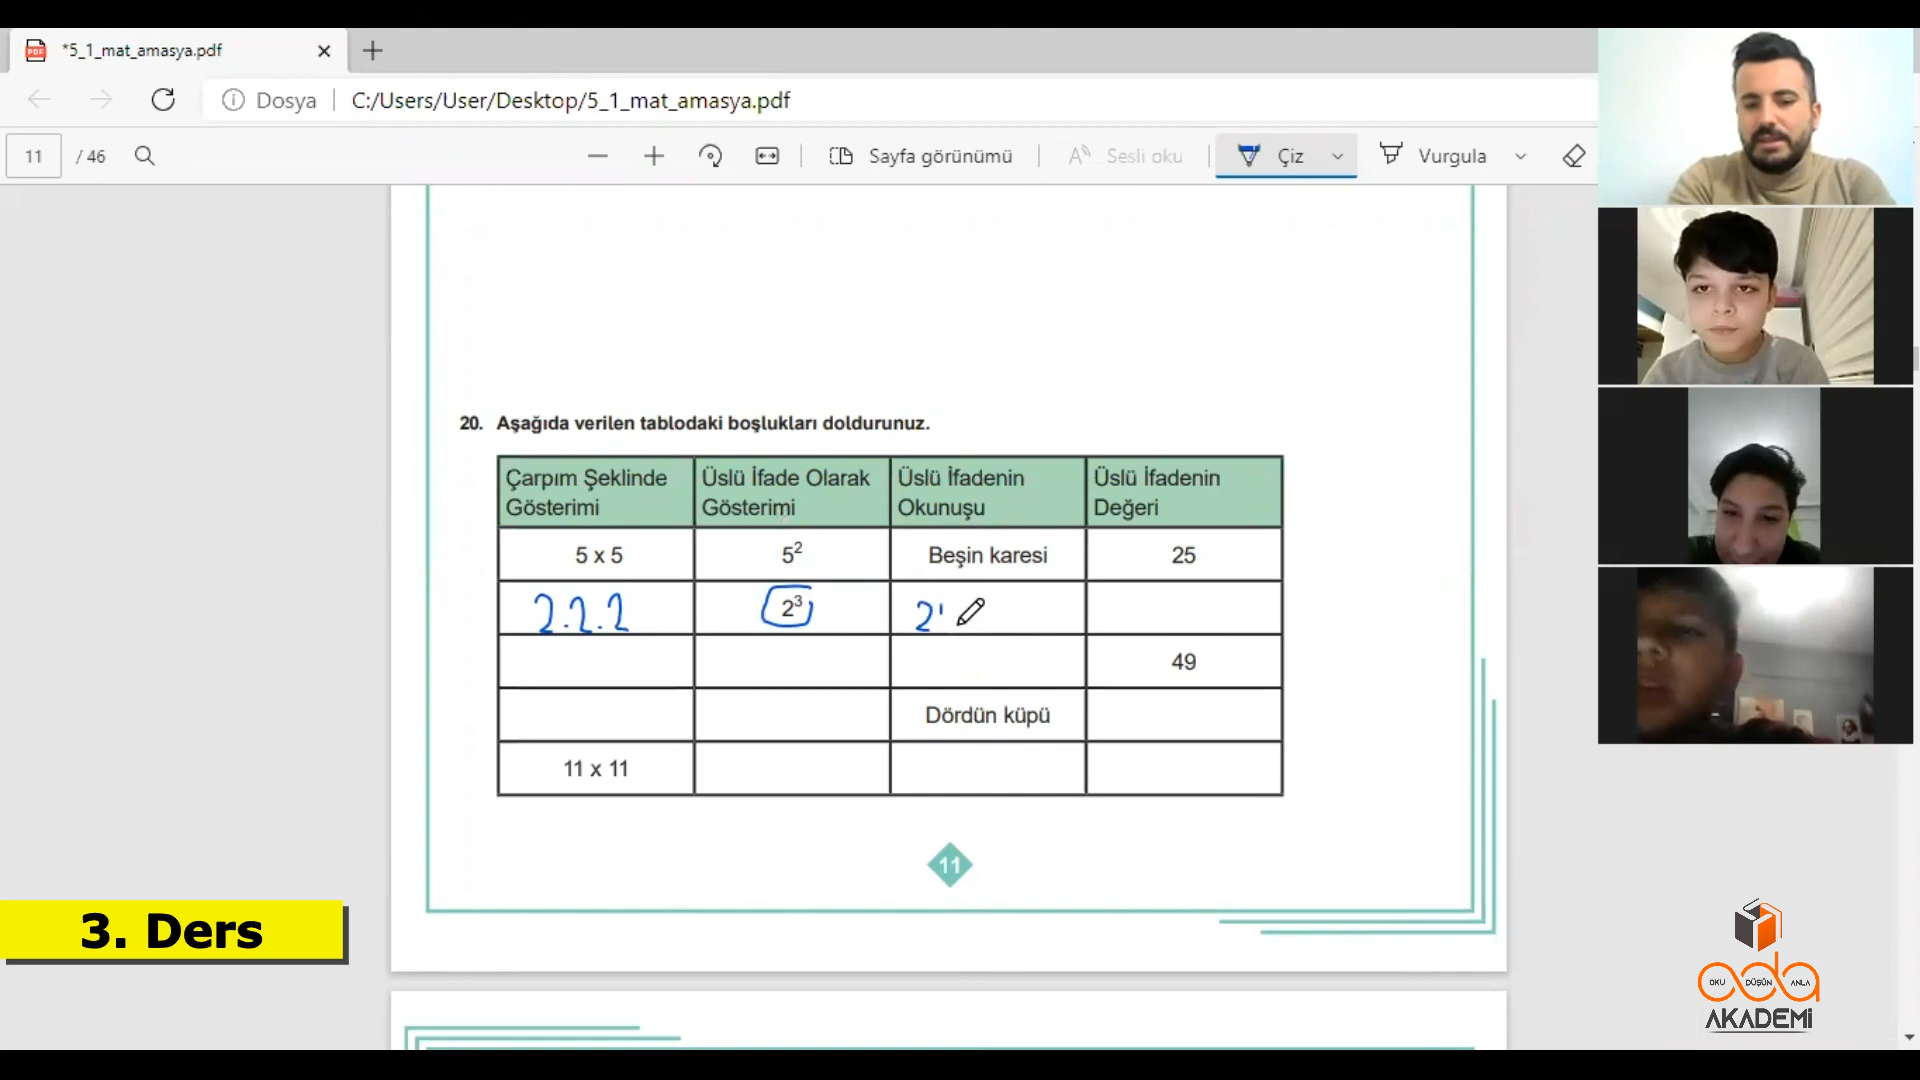 *5_1_mat_amasya.pdf
Dosya C:/Users/User/Desktop/5_1_mat_amasya.pdf
11 / 46 Sayfa görünümü Sesli oku Çiz Vurgula
20. Aşağıda verilen tablodaki boşlukları doldurunuz.
Çarpım Şeklinde Gösterimi
Üslü İfade Olarak Gösterimi
Üslü İfadenin Okunuşu
Üslü İfadenin Değeri
5 x 5 5² Beşin karesi 25
2.2.2 2³ 2'
49
Dördün küpü
11 x 11
11
3. Ders
oda
OKU DÜŞÜN ANLA
AKADEMİ